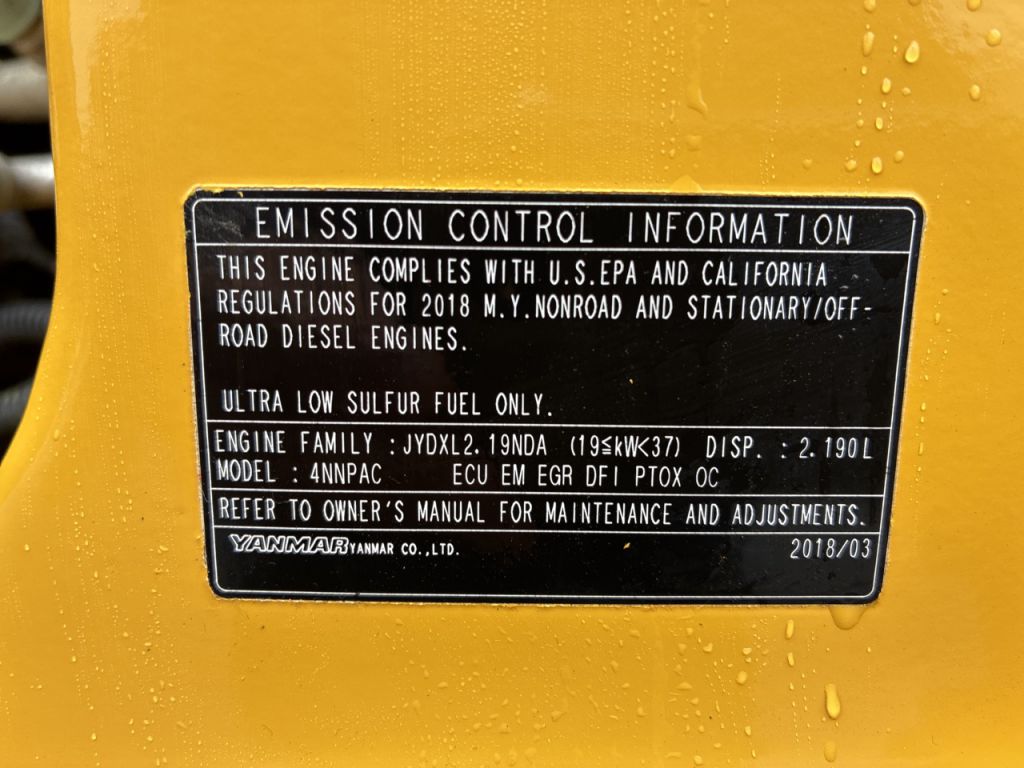 EMISSION CONTROL INFORMATION
THIS ENGINE COMPLIES WITH U.S.EPA AND CALIFORNIA
REGULATIONS FOR 2018 M.Y.NONROAD AND STATIONARY/OFF-
ROAD DIESEL ENGINES.
ULTRA LOW SULFUR FUEL ONLY.
ENGINE FAMILY : JYDXL2.19NDA (19≦kW<37) DISP. : 2.190L
MODEL : 4NNPAC ECU EM EGR DFI PTOX OC
REFER TO OWNER'S MANUAL FOR MAINTENANCE AND ADJUSTMENTS.
YANMAR YANMAR CO.,LTD. 2018/03